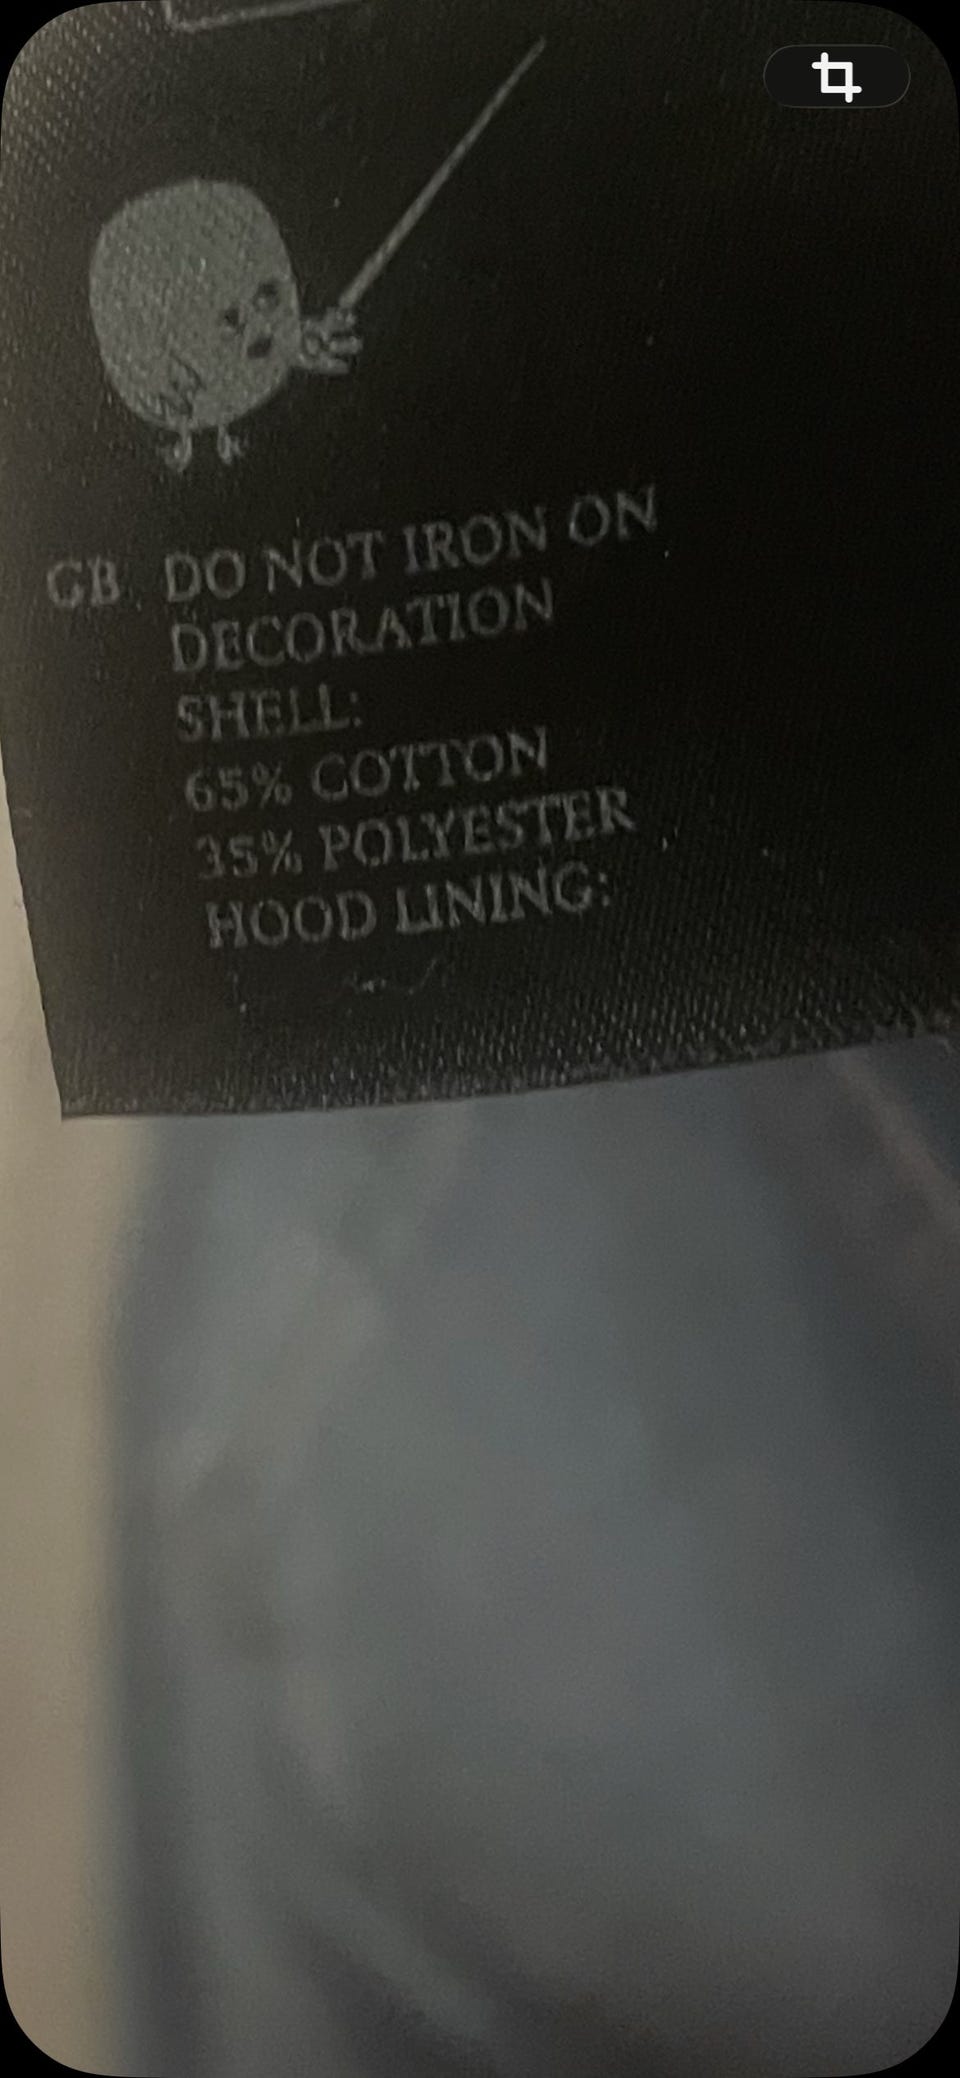 GB DO NOT IRON ON
DECORATION
SHELL:
65% COTTON
35% POLYESTER
HOOD LINING: